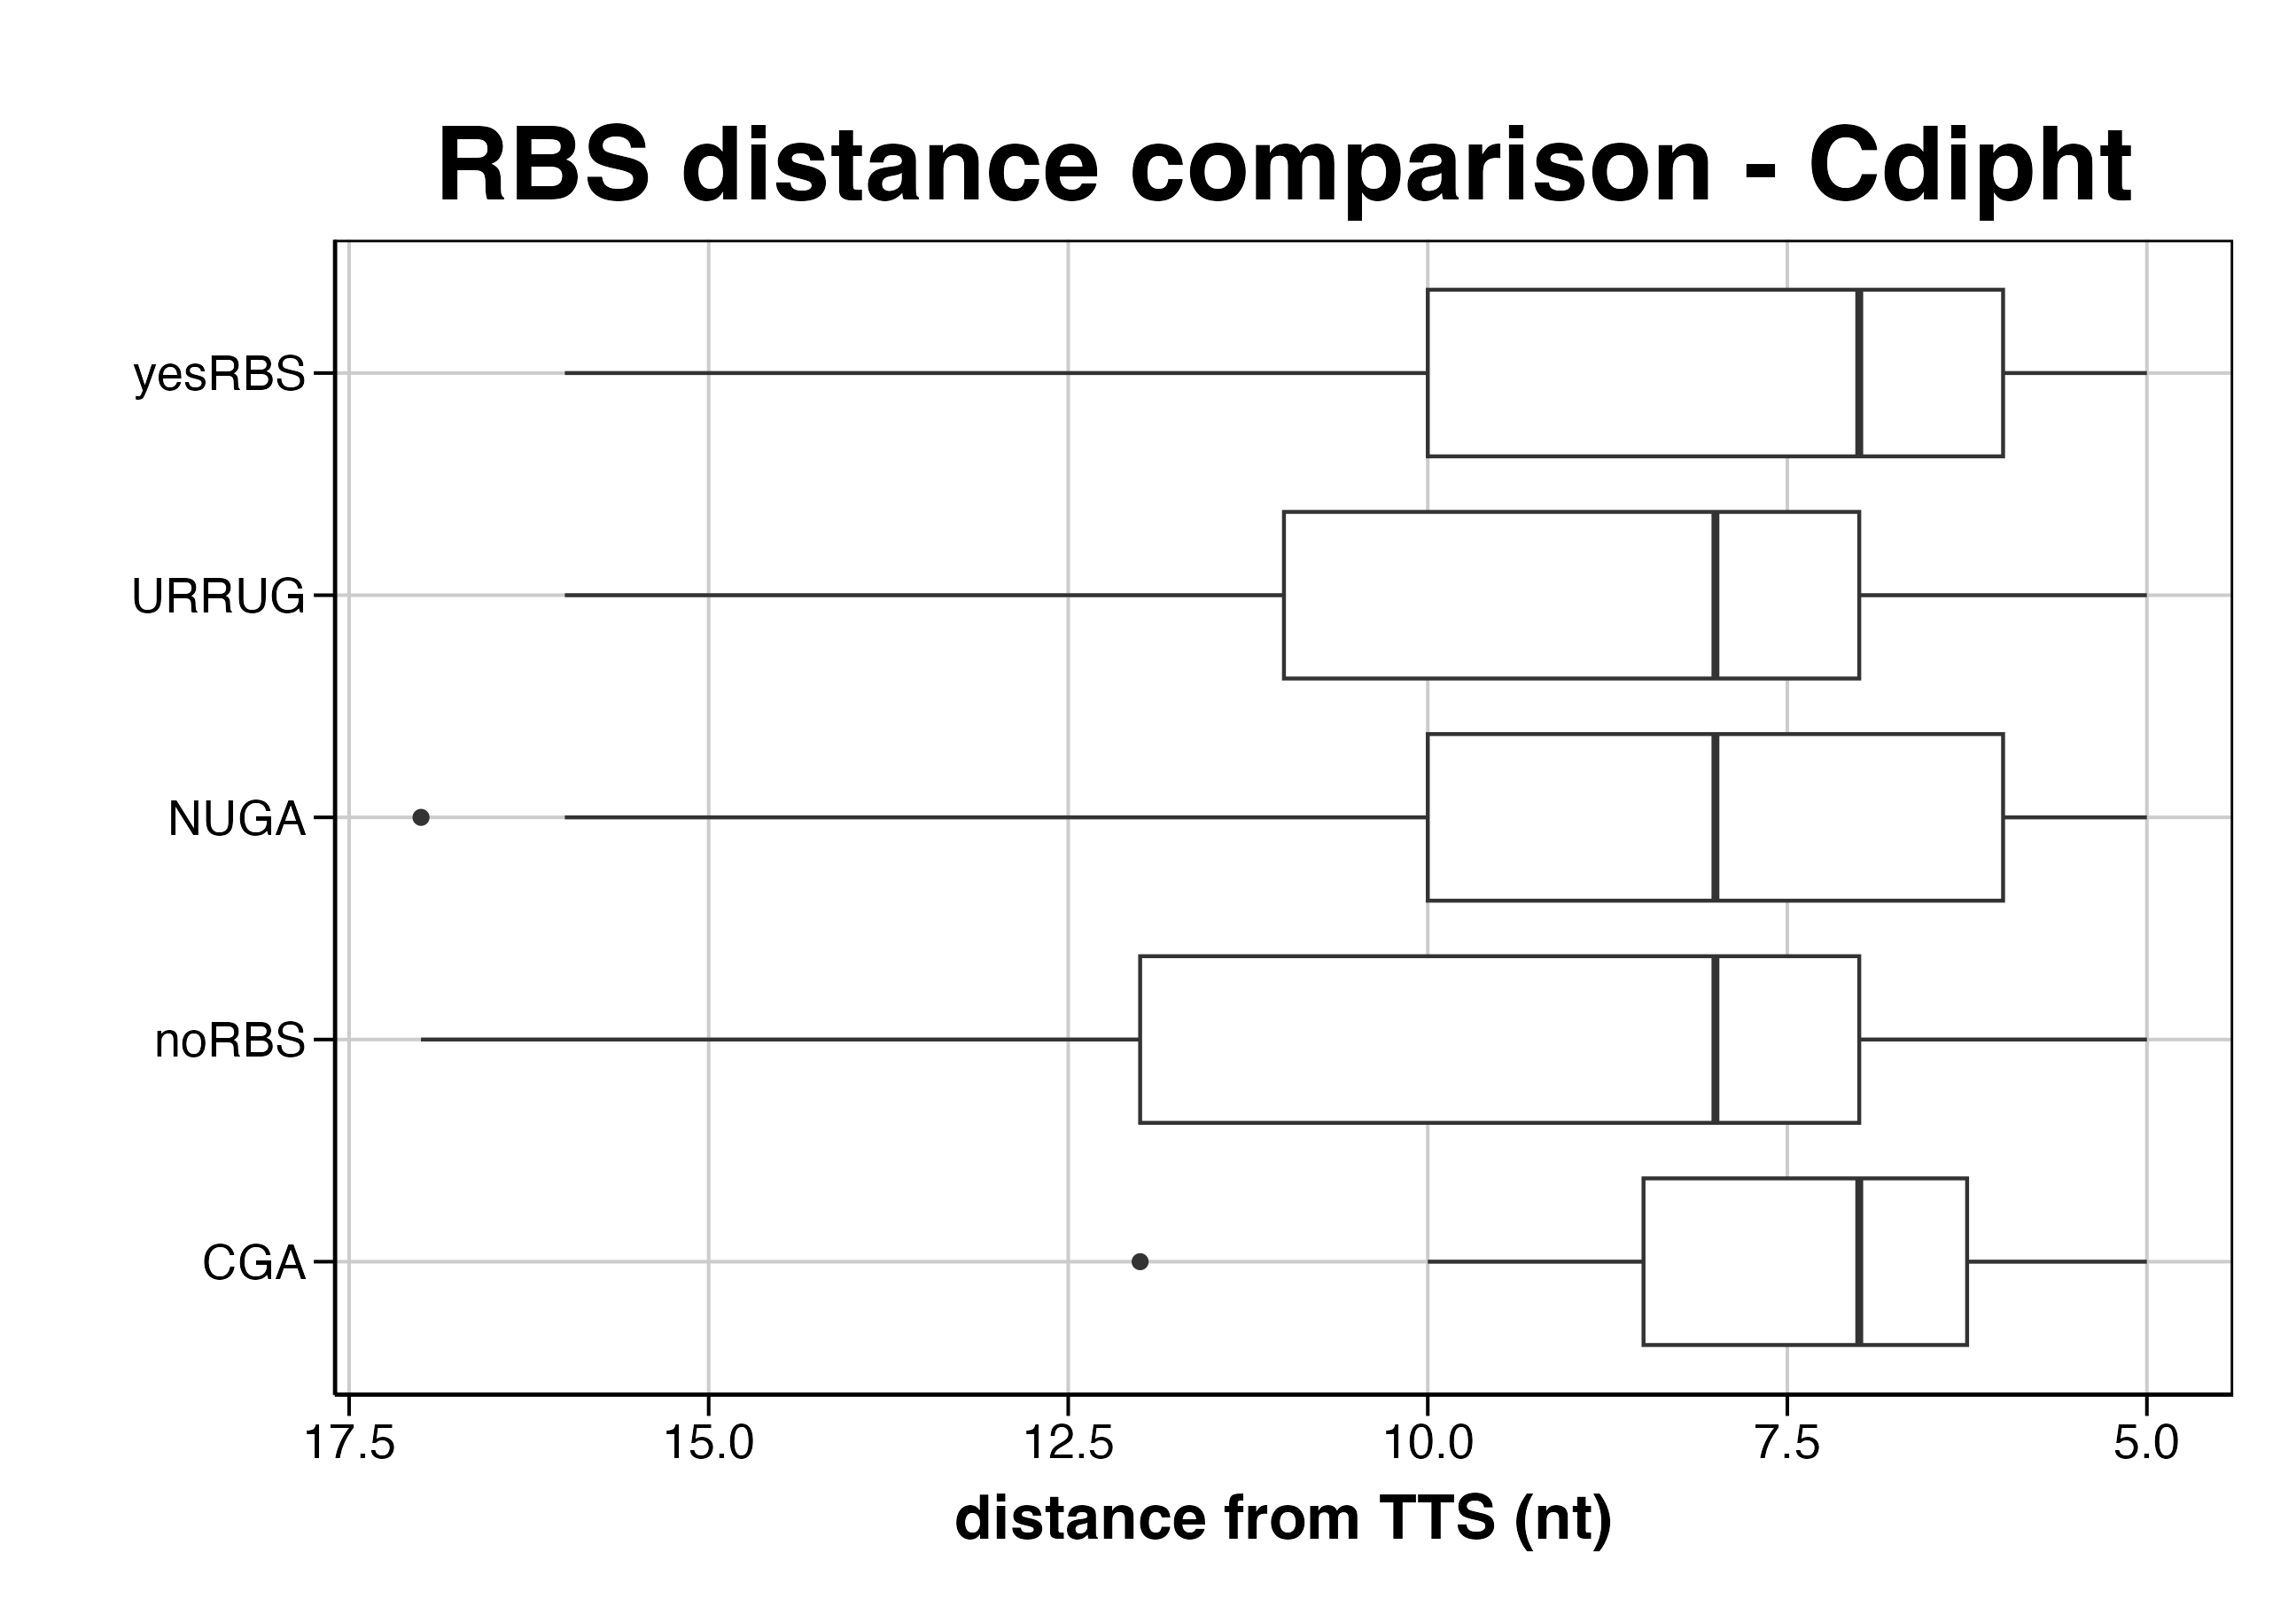 RBS distance comparison - Cdipht
yesRBS
URRUG
NUGA
noRBS
CGA
17.5 15.0 12.5 10.0 7.5 5.0
distance from TTS (nt)